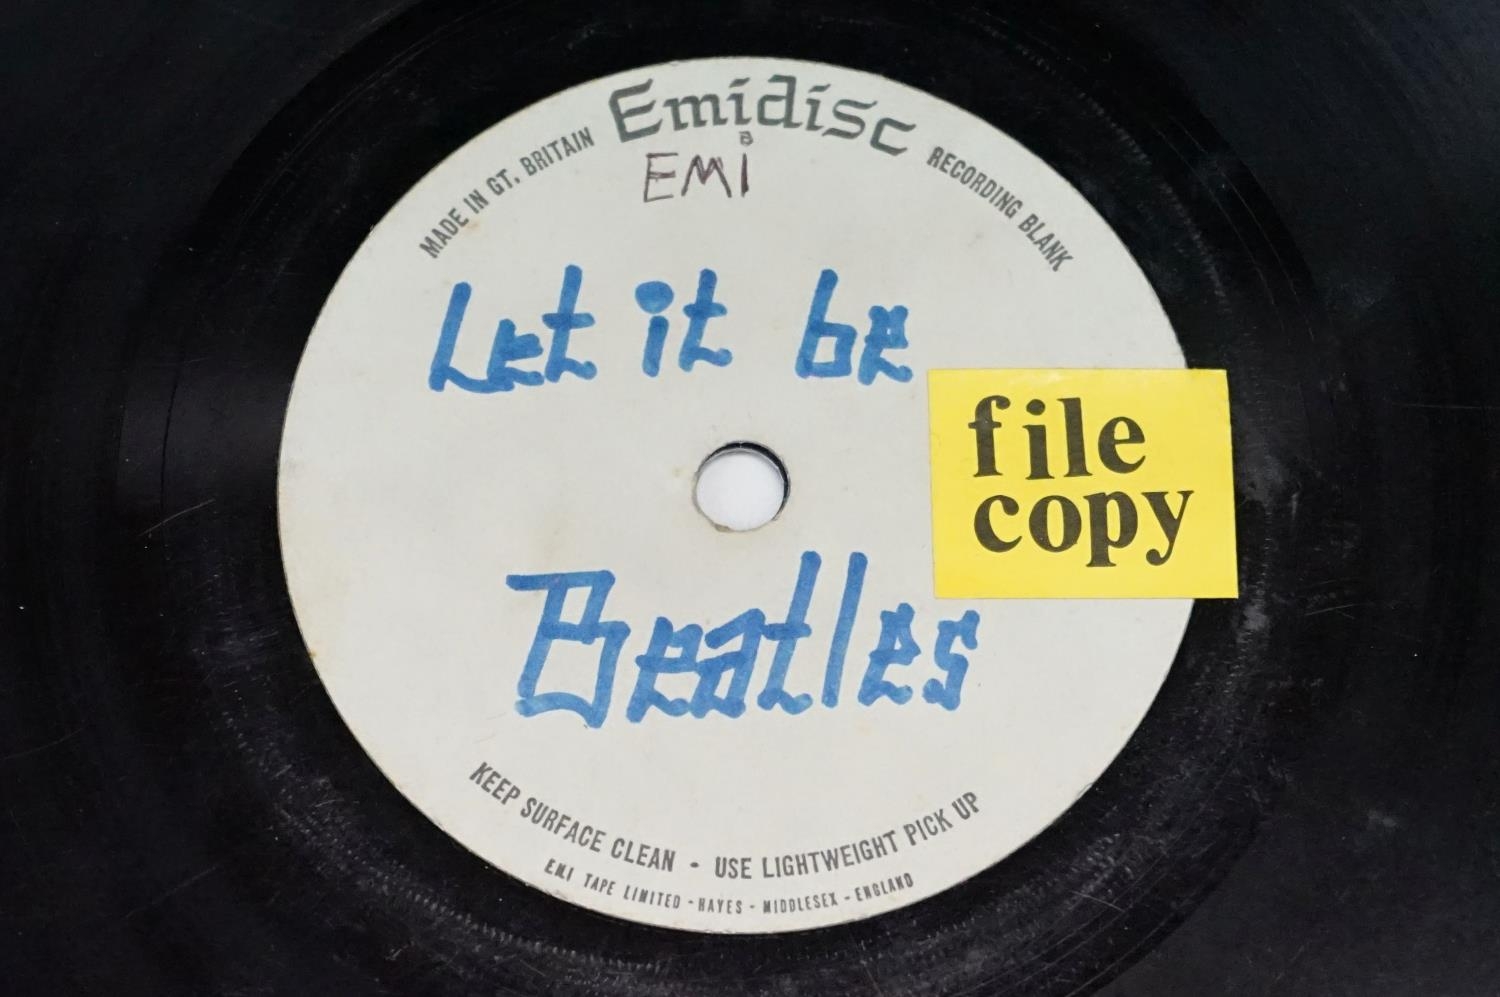 Emidisc
B
MADE IN GT. BRITAIN
RECORDING BLANK
EMi
Let it be
file
copy
Beatles
KEEP SURFACE CLEAN • USE LIGHTWEIGHT PICK UP
E.M.I TAPE LIMITED - HAYES - MIDDLESEX - ENGLAND